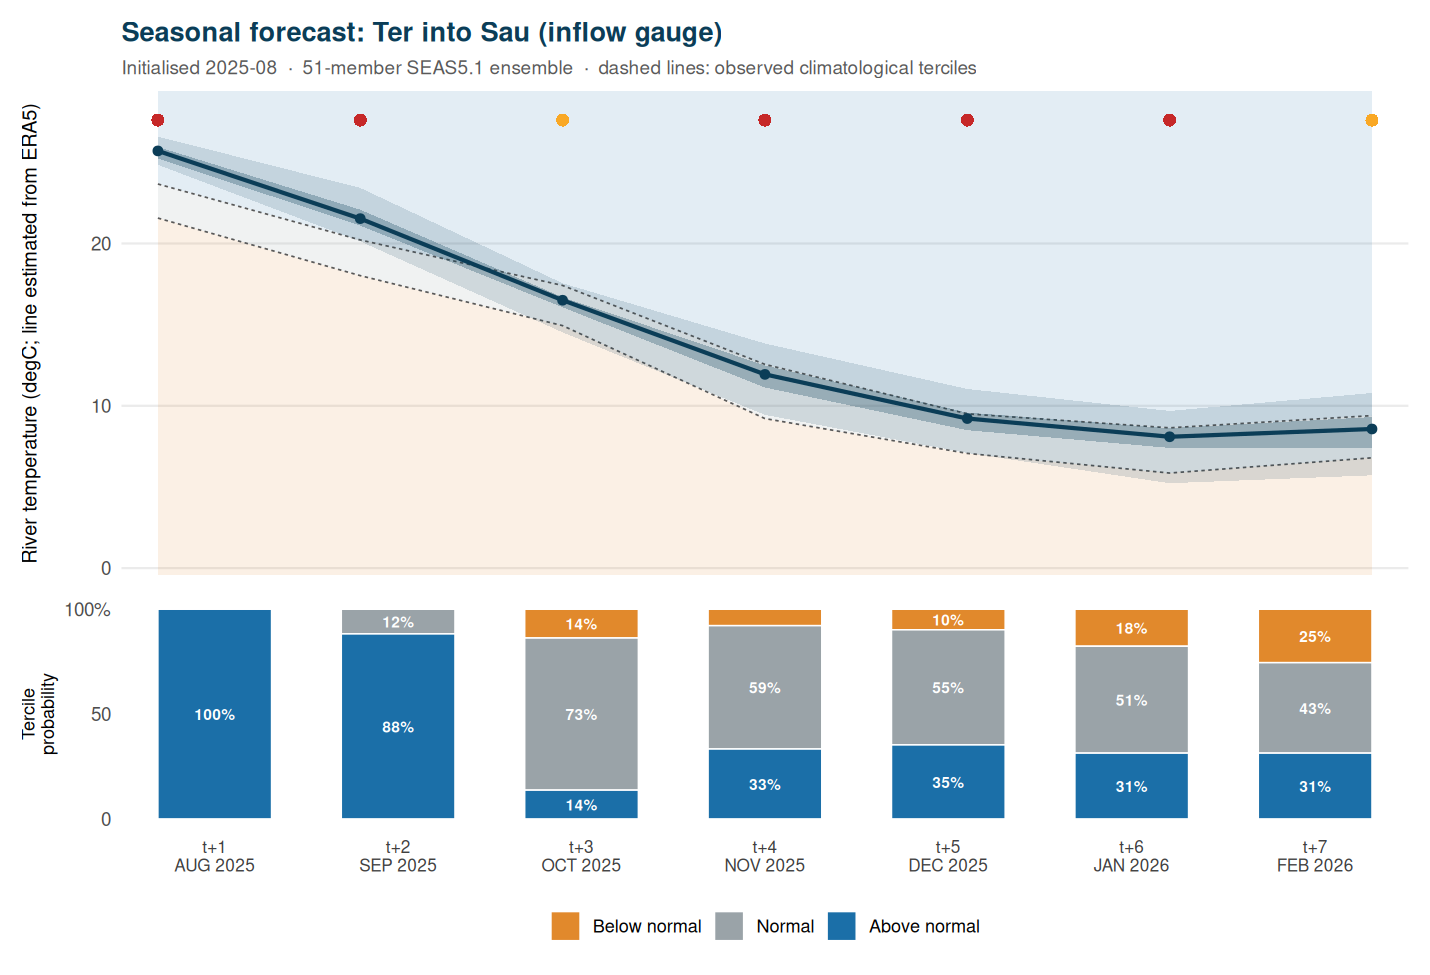 Seasonal forecast: Ter into Sau (inflow gauge)
Initialised 2025-08 · 51-member SEAS5.1 ensemble · dashed lines: observed climatological terciles
River temperature (degC; line estimated from ERA5)
20
10
0
Tercile
probability
100%
50
0
100%
12%
88%
14%
73%
14%
59%
33%
10%
55%
35%
18%
51%
31%
25%
43%
31%
t+1
AUG 2025
t+2
SEP 2025
t+3
OCT 2025
t+4
NOV 2025
t+5
DEC 2025
t+6
JAN 2026
t+7
FEB 2026
Below normal
Normal
Above normal